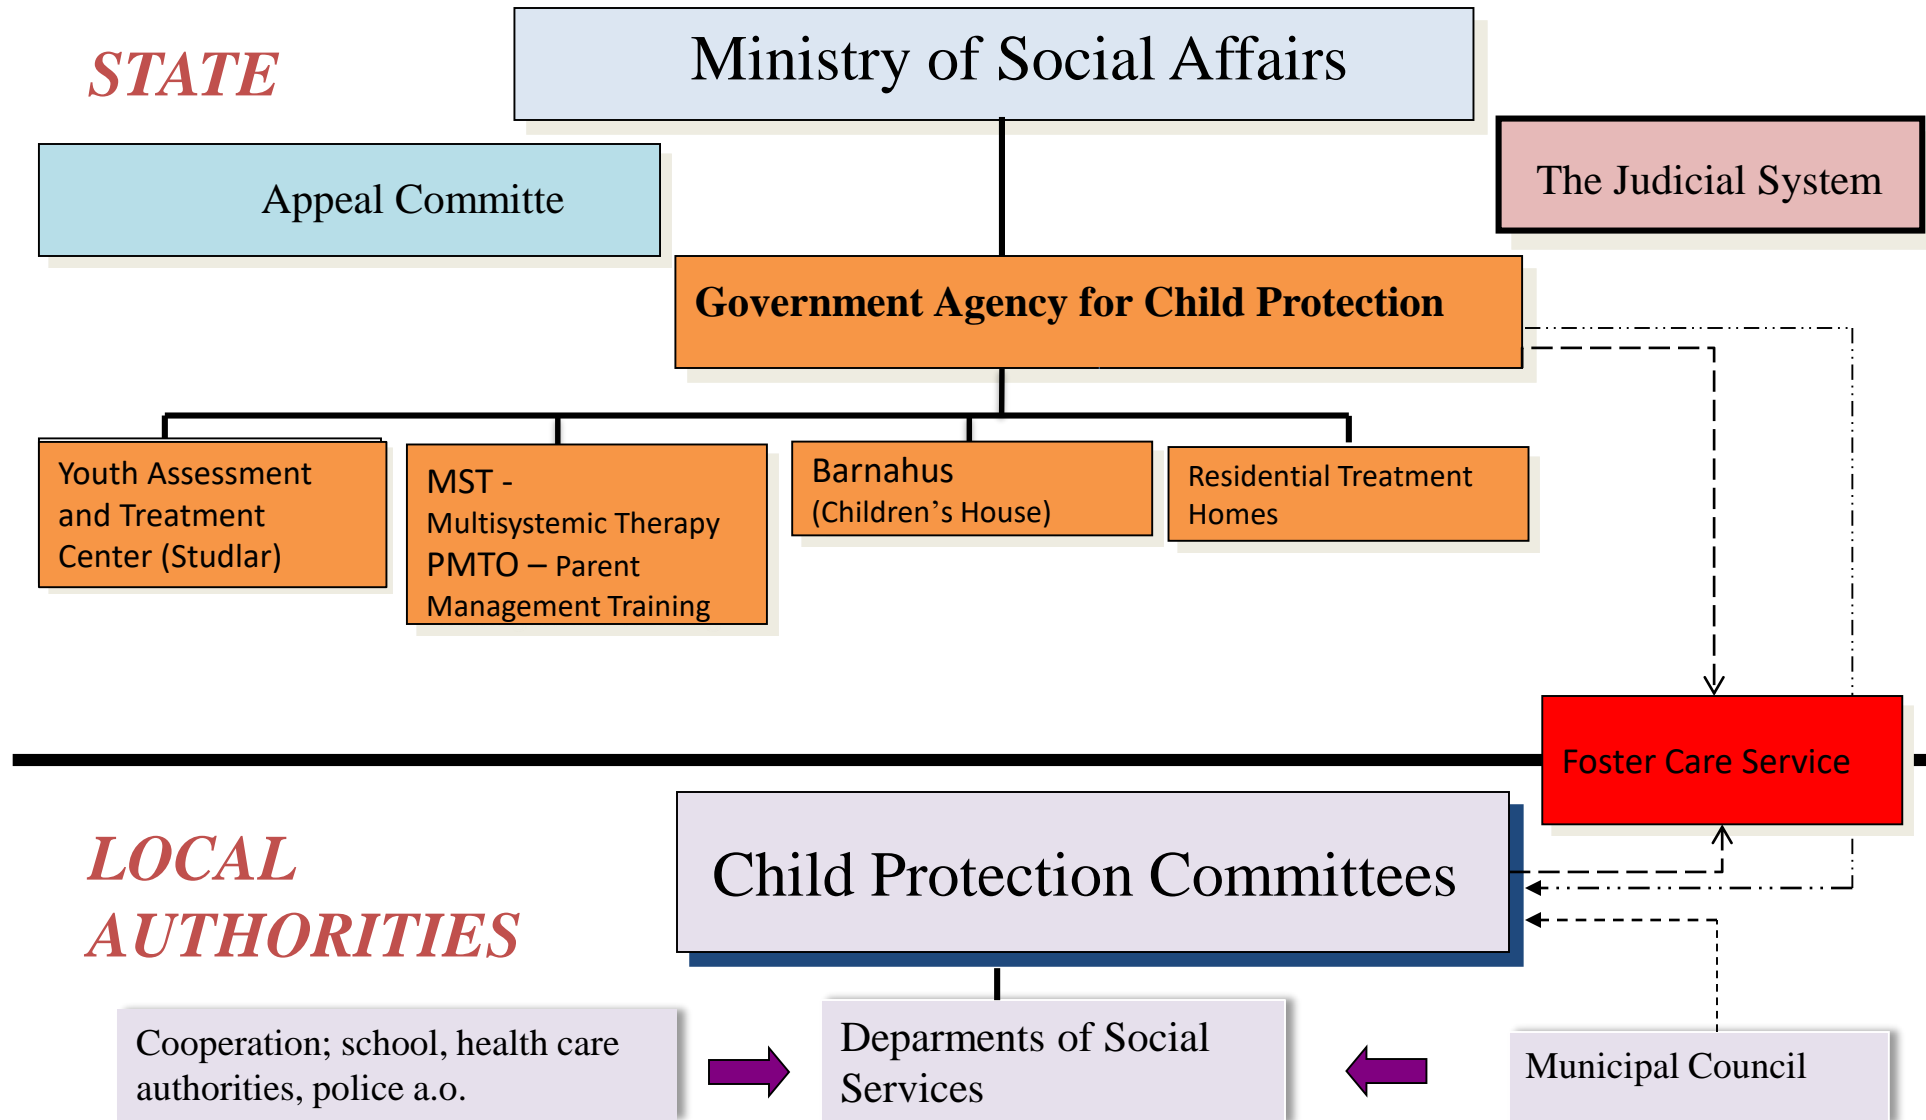 STATE
Ministry of Social Affairs
Appeal Committe
The Judicial System
Government Agency for Child Protection
Youth Assessment
and Treatment
Center (Studlar)
MST -
Multisystemic Therapy
PMTO – Parent
Management Training
Barnahus
(Children’s House)
Residential Treatment
Homes
Foster Care Service
LOCAL
AUTHORITIES
Child Protection Committees
Cooperation; school, health care
authorities, police a.o.
Deparments of Social
Services
Municipal Council